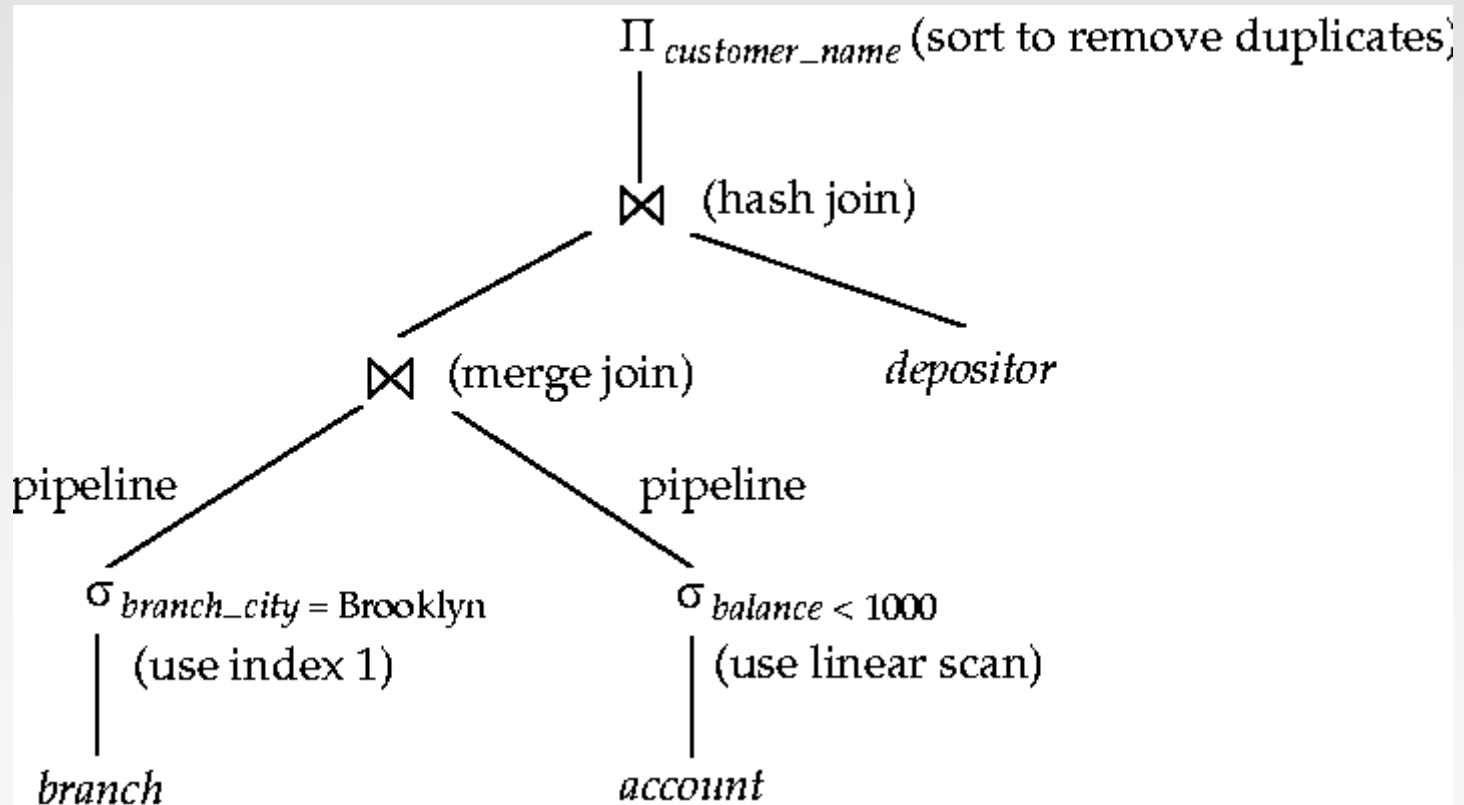 Π customer_name (sort to remove duplicates)
⋈ (hash join)
⋈ (merge join)
depositor
pipeline
pipeline
σ branch_city = Brooklyn
σ balance < 1000
(use index 1)
(use linear scan)
branch
account